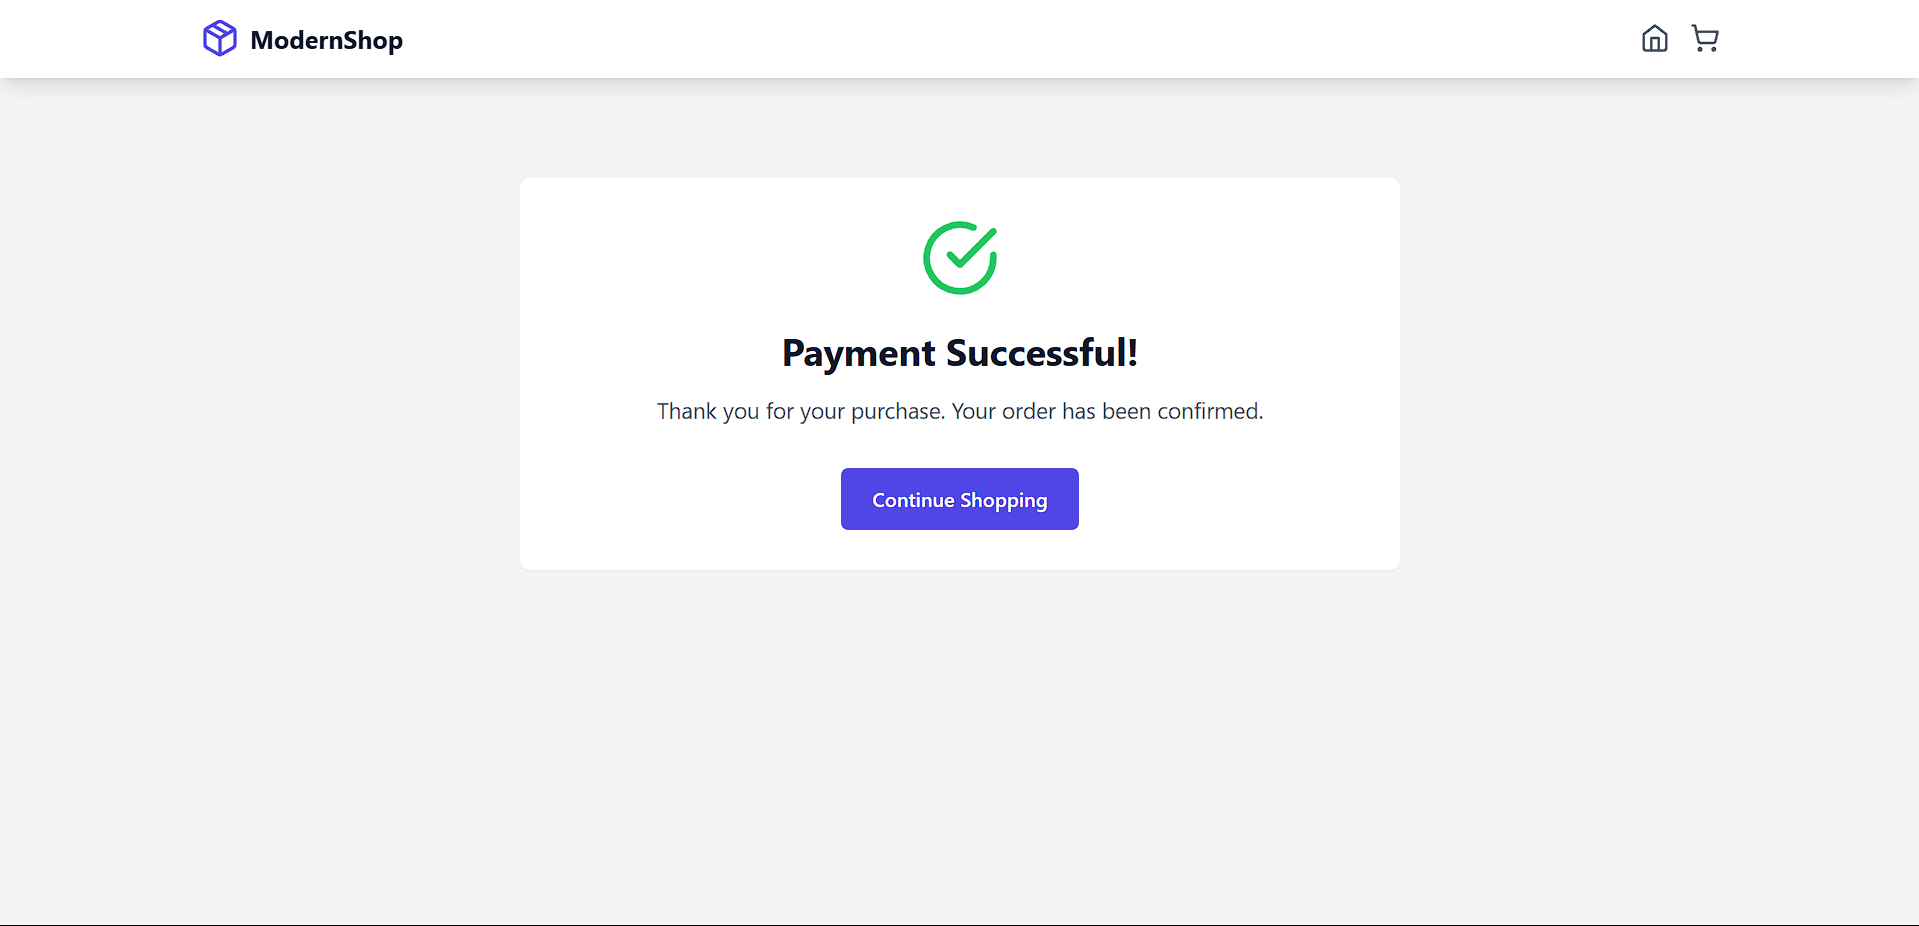 ModernShop
Payment Successful!
Thank you for your purchase. Your order has been confirmed.
Continue Shopping